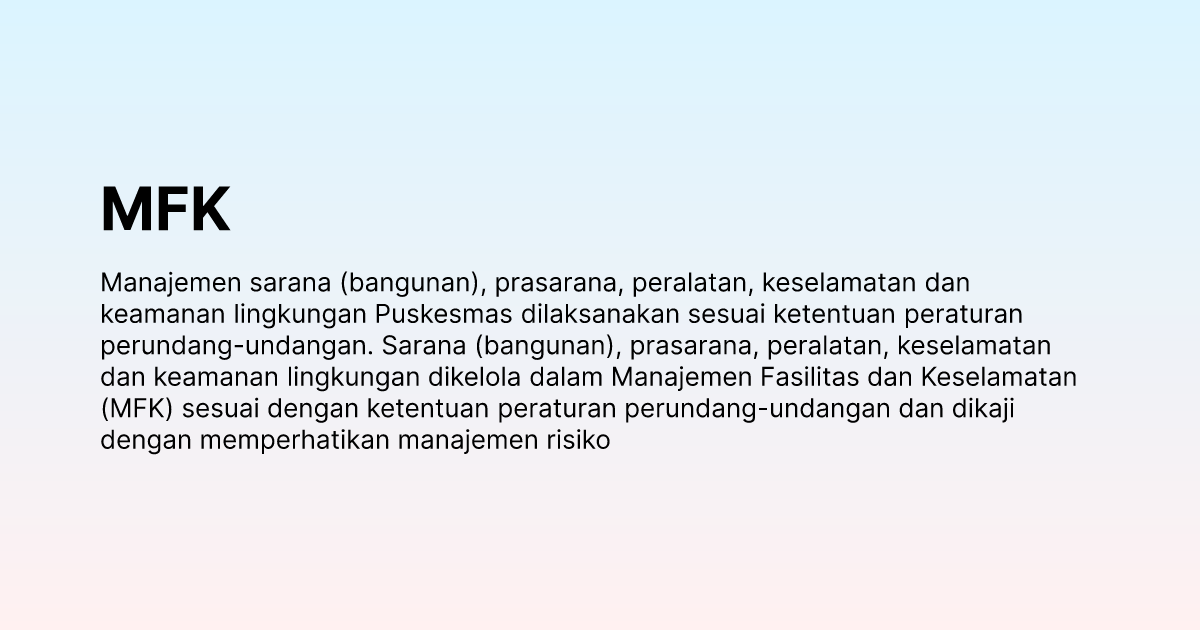 MFK
Manajemen sarana (bangunan), prasarana, peralatan, keselamatan dan
keamanan lingkungan Puskesmas dilaksanakan sesuai ketentuan peraturan
perundang-undangan. Sarana (bangunan), prasarana, peralatan, keselamatan
dan keamanan lingkungan dikelola dalam Manajemen Fasilitas dan Keselamatan
(MFK) sesuai dengan ketentuan peraturan perundang-undangan dan dikaji
dengan memperhatikan manajemen risiko